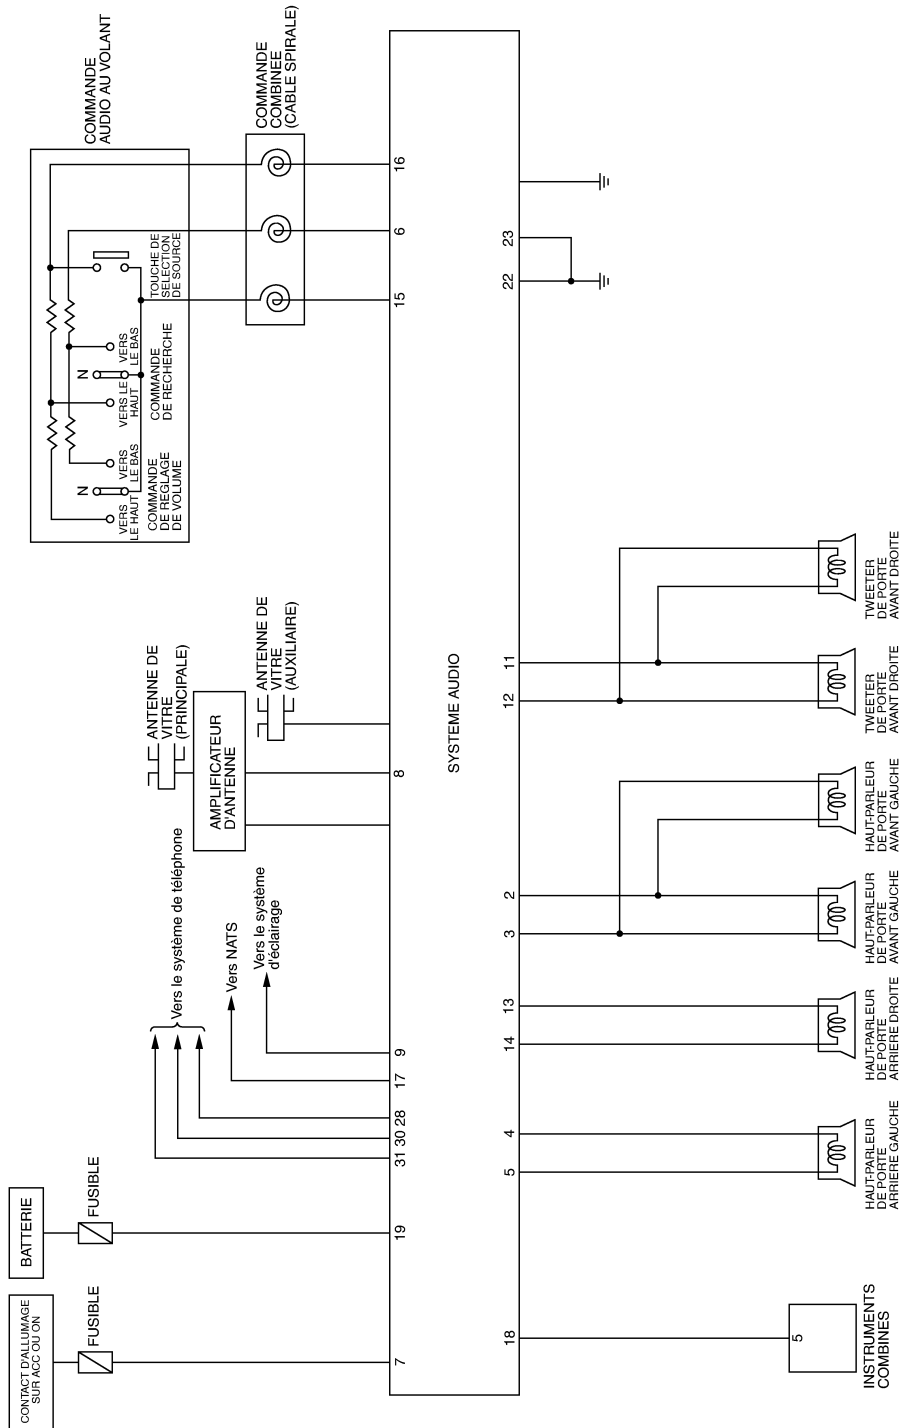 CONTACT D'ALLUMAGE
SUR ACC OU ON
FUSIBLE
7
BATTERIE
FUSIBLE
19
31
30
28
17
9
Vers le système de téléphone
Vers NATS
Vers le système
d'éclairage
ANTENNE DE
VITRE
(PRINCIPALE)
AMPLIFICATEUR
D'ANTENNE
8
ANTENNE DE
VITRE
(AUXILIAIRE)
COMMANDE
AUDIO AU VOLANT
VERS
LE HAUT
N
VERS
LE BAS
COMMANDE
DE REGLAGE
DE VOLUME
VERS LE
HAUT
N
VERS
LE BAS
COMMANDE
DE RECHERCHE
TOUCHE DE
SELECTION
DE SOURCE
COMMANDE
COMBINEE
(CABLE SPIRALE)
15
6
16
SYSTEME AUDIO
18
5
4
14
13
3
2
12
11
22
23
5
INSTRUMENTS
COMBINES
HAUT-PARLEUR
DE PORTE
ARRIERE GAUCHE
HAUT-PARLEUR
DE PORTE
ARRIERE DROITE
HAUT-PARLEUR
DE PORTE
AVANT GAUCHE
HAUT-PARLEUR
DE PORTE
AVANT GAUCHE
TWEETER
DE PORTE
AVANT DROITE
TWEETER
DE PORTE
AVANT DROITE